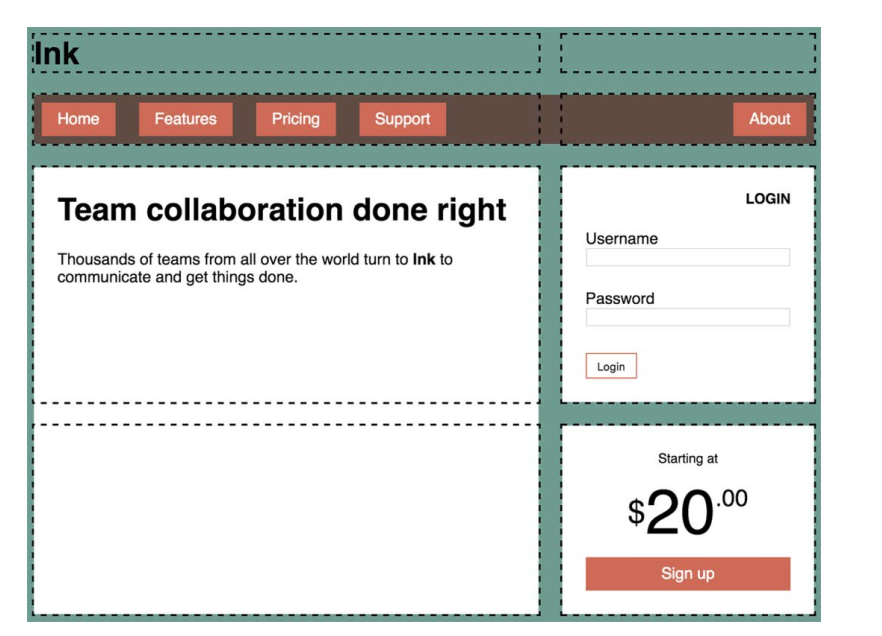 Ink
Home Features Pricing Support About
Team collaboration done right
Thousands of teams from all over the world turn to Ink to
communicate and get things done.
LOGIN
Username
Password
Login
Starting at
$20.00
Sign up